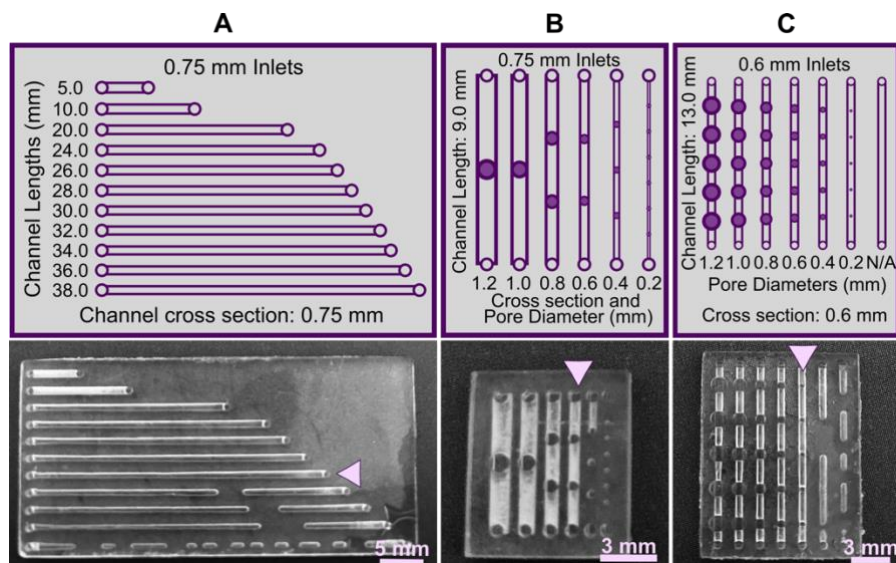 A
B
C
0.75 mm Inlets
Channel Lengths (mm)
5.0
10.0
20.0
24.0
26.0
28.0
30.0
32.0
34.0
36.0
38.0
Channel cross section: 0.75 mm
0.75 mm Inlets
Channel Length: 9.0 mm
1.2 1.0 0.8 0.6 0.4 0.2
Cross section and
Pore Diameter (mm)
0.6 mm Inlets
Channel Length: 13.0 mm
1.2 1.0 0.8 0.6 0.4 0.2 N/A
Pore Diameters (mm)
Cross section: 0.6 mm
5 mm
3 mm
3 mm